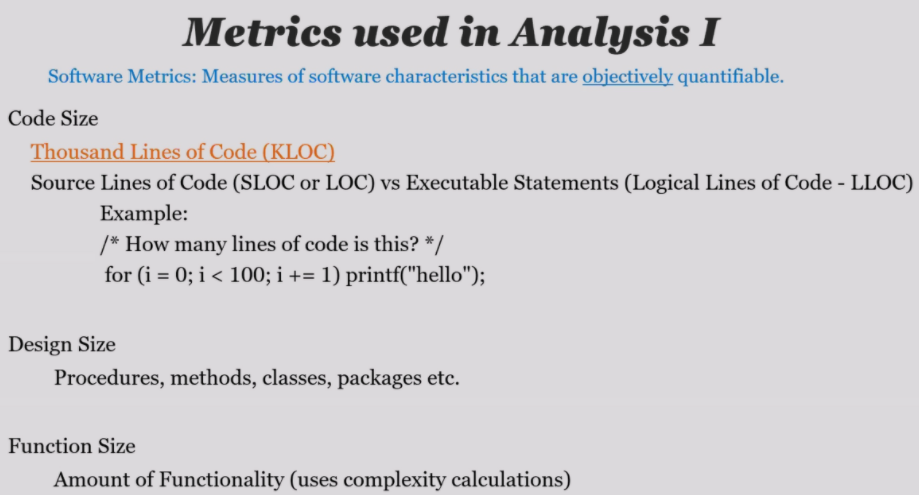 Metrics used in Analysis I
Software Metrics: Measures of software characteristics that are objectively quantifiable.
Code Size
Thousand Lines of Code (KLOC)
Source Lines of Code (SLOC or LOC) vs Executable Statements (Logical Lines of Code - LLOC)
Example:
/* How many lines of code is this? */
for (i = 0; i < 100; i += 1) printf("hello");
Design Size
Procedures, methods, classes, packages etc.
Function Size
Amount of Functionality (uses complexity calculations)